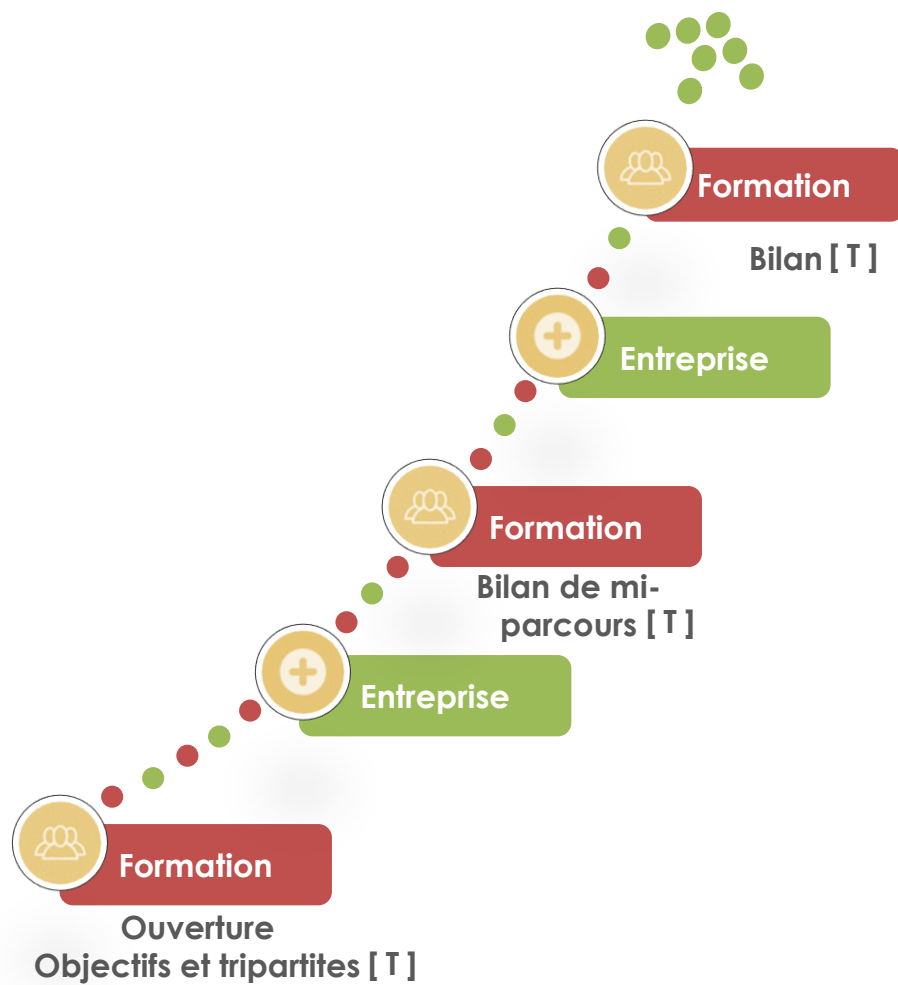 Formation
Bilan [ T ]
Entreprise
Formation
Bilan de mi-
parcours [ T ]
Entreprise
Formation
Ouverture
Objectifs et tripartites [ T ]